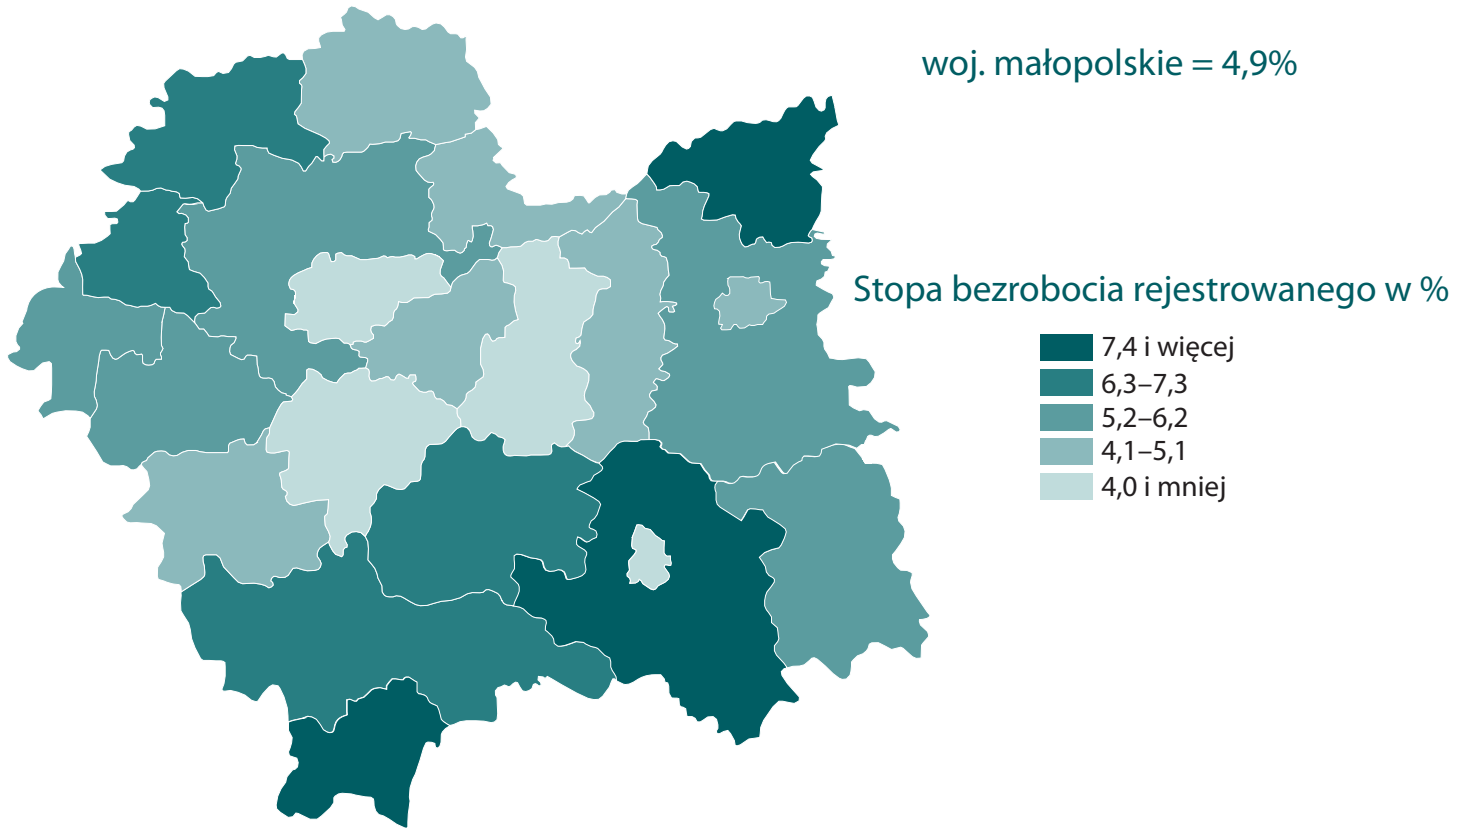 woj. małopolskie = 4,9%
Stopa bezrobocia rejestrowanego w %
7,4 i więcej
6,3–7,3
5,2–6,2
4,1–5,1
4,0 i mniej